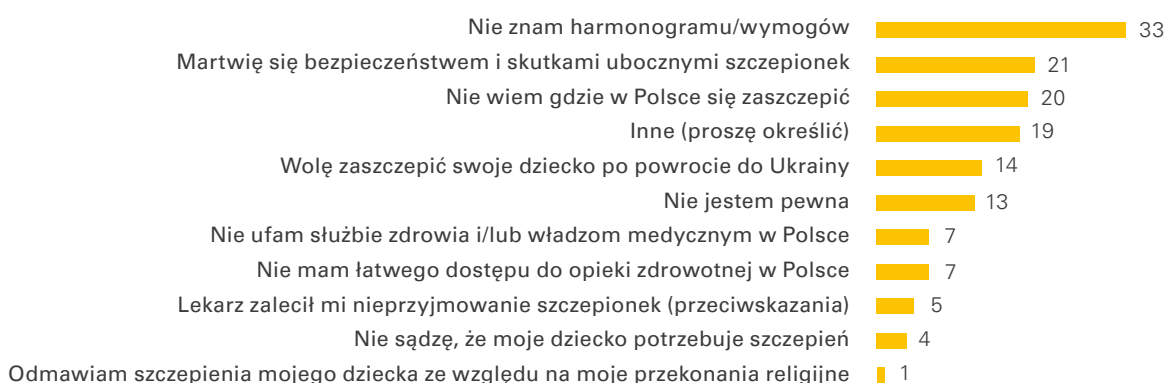 Nie znam harmonogramu/wymogów 33
Martwię się bezpieczeństwem i skutkami ubocznymi szczepionek 21
Nie wiem gdzie w Polsce się zaszczepić 20
Inne (proszę określić) 19
Wolę zaszczepić swoje dziecko po powrocie do Ukrainy 14
Nie jestem pewna 13
Nie ufam służbie zdrowia i/lub władzom medycznym w Polsce 7
Nie mam łatwego dostępu do opieki zdrowotnej w Polsce 7
Lekarz zalecił mi nieprzyjmowanie szczepionek (przeciwskazania) 5
Nie sądzę, że moje dziecko potrzebuje szczepień 4
Odmawiam szczepienia mojego dziecka ze względu na moje przekonania religijne 1